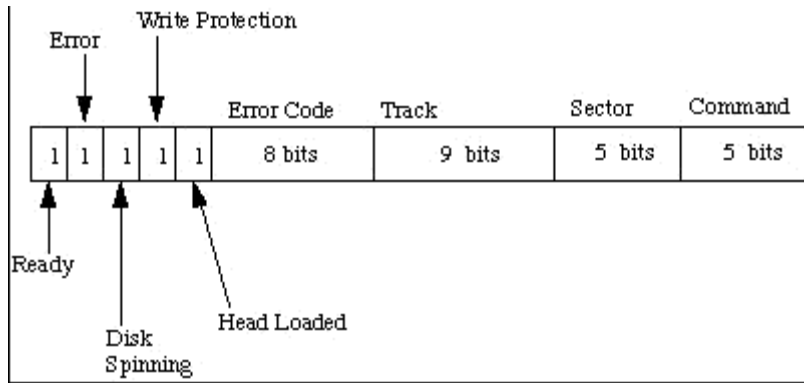 Write Protection
Error
Error Code Track Sector Command
1 1 1 1 1 8 bits 9 bits 5 bits 5 bits
Ready
Head Loaded
Disk
Spinning